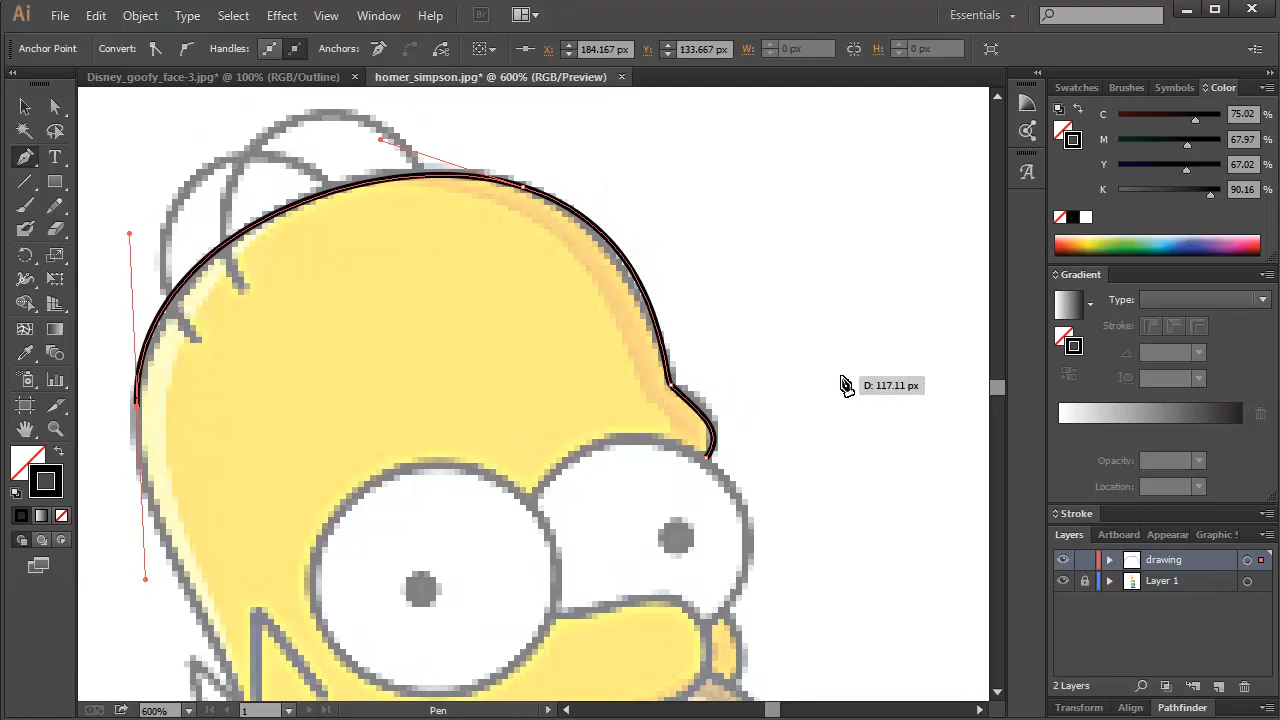 Ai File Edit Object Type Select Effect View Window Help Br Essentials
Anchor Point Convert: Handles: Anchors: X: 184.167 px Y: 133.667 px W: 0 px H: 0 px
Disney_goofy_face-3.jpg* @ 100% (RGB/Outline) homer_simpson.jpg* @ 600% (RGB/Preview)
Swatches Brushes Symbols Color
C 75.02 %
M 67.97 %
Y 67.02 %
K 90.16 %
Gradient
Type:
Stroke:
D: 117.11 px
Opacity:
Location:
Stroke
Layers Artboard Appearar Graphic S
drawing
Layer 1
2 Layers
600% 1 Pen
Transform Align Pathfinder